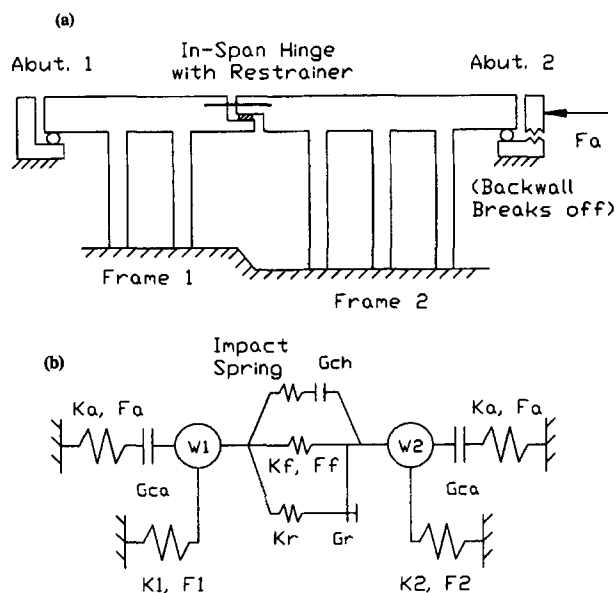 (a)
In-Span Hinge
with Restrainer
Abut. 1
Abut. 2
Fa
(Backwall
Breaks off)
Frame 1
Frame 2
(b)
Impact
Spring
Gch
Ka, Fa
Ka, Fa
W1
W2
Kf, Ff
Gca
Gca
Kr
Gr
K1, F1
K2, F2